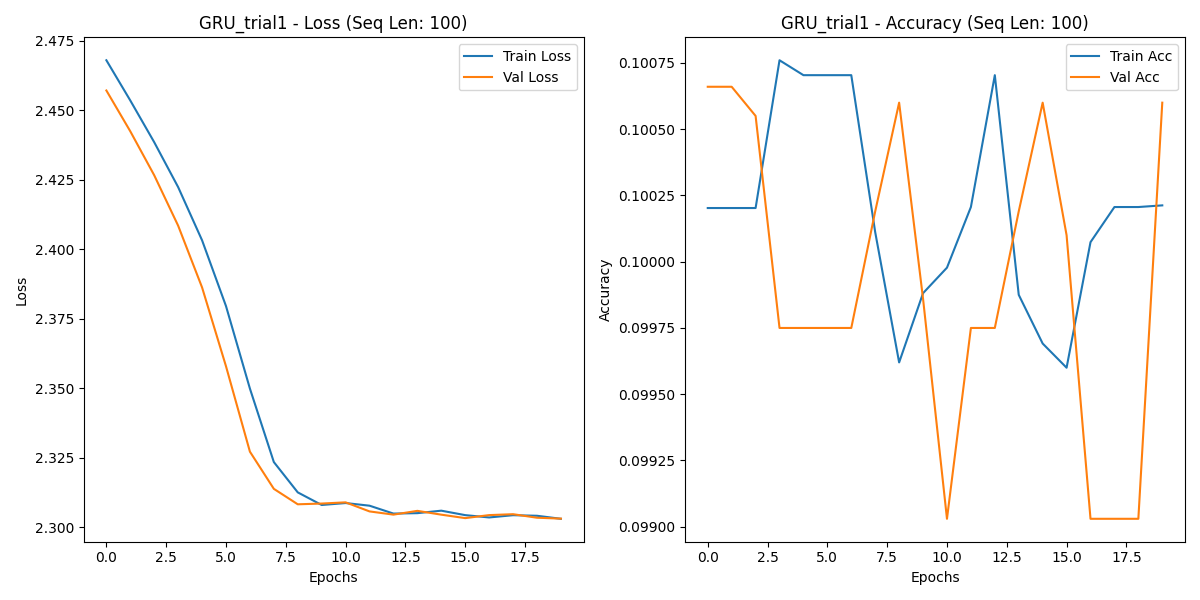 GRU_trial1 - Loss (Seq Len: 100)
2.475
2.450
2.425
2.400
2.375
2.350
2.325
2.300
Loss
0.0 2.5 5.0 7.5 10.0 12.5 15.0 17.5
Epochs
Train Loss
Val Loss
GRU_trial1 - Accuracy (Seq Len: 100)
0.10075
0.10050
0.10025
0.10000
0.09975
0.09950
0.09925
0.09900
Accuracy
0.0 2.5 5.0 7.5 10.0 12.5 15.0 17.5
Epochs
Train Acc
Val Acc